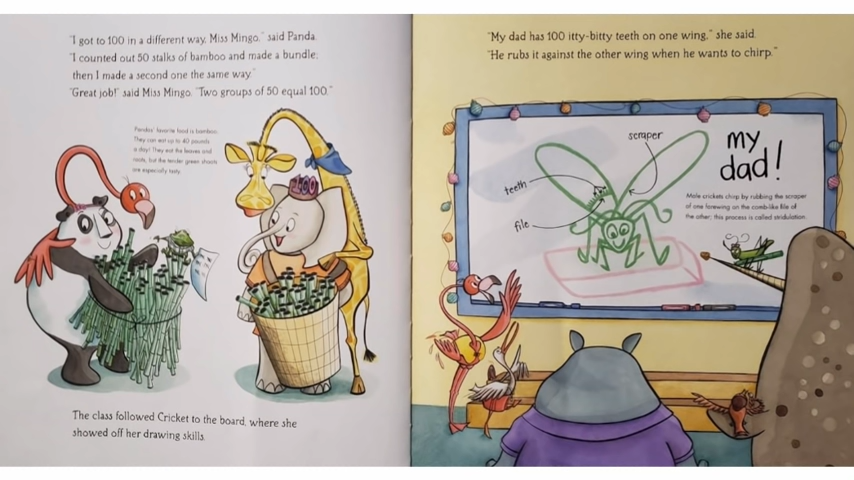 "I got to 100 in a different way, Miss Mingo," said Panda.
"I counted out 50 stalks of bamboo and made a bundle;
then I made a second one the same way."
"Great job!" said Miss Mingo. "Two groups of 50 equal 100."
Pandas' favorite food is bamboo.
They can eat up to 40 pounds
a day! They eat the leaves and
roots, but the tender green shoots
are especially tasty.
100
The class followed Cricket to the board, where she
showed off her drawing skills.
"My dad has 100 itty-bitty teeth on one wing," she said.
"He rubs it against the other wing when he wants to chirp."
scraper
teeth
file
my
dad!
Male crickets chirp by rubbing the scraper
of one forewing on the comb-like file of
the other; this process is called stridulation.